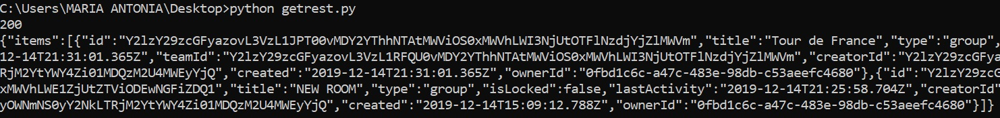 C:\Users\MARIA ANTONIA\Desktop>python getrest.py
200
{"items":[{"id":"Y2lzY29zcGFyazovL3VzL1JPT00vMDY2YThhNTAtMWViOS0xMWVhLWI3NjUtOTFlNzdjYjZlMWVm","title":"Tour de France","type":"group",
12-14T21:31:01.365Z","teamId":"Y2lzY29zcGFyazovL3VzL1RFQU0vMDY2YThhNTAtMWViOS0xMWVhLWI3NjUtOTFlNzdjYjZlMWVm","creatorId":"Y2lzY29zcGFya
RjM2YtYWY4Zi01MDQzM2U4MWEyYjQ","created":"2019-12-14T21:31:01.365Z","ownerId":"0fbd1c6c-a47c-483e-98db-c53aeefc4680"},{"id":"Y2lzY29zcG
xMWVhLWE1ZjUtZTViODEwNGFiZDQ1","title":"NEW ROOM","type":"group","isLocked":false,"lastActivity":"2019-12-14T21:25:58.704Z","creatorId"
yOWNmNS0yY2NkLTRjM2YtYWY4Zi01MDQzM2U4MWEyYjQ","created":"2019-12-14T15:09:12.788Z","ownerId":"0fbd1c6c-a47c-483e-98db-c53aeefc4680"}]}